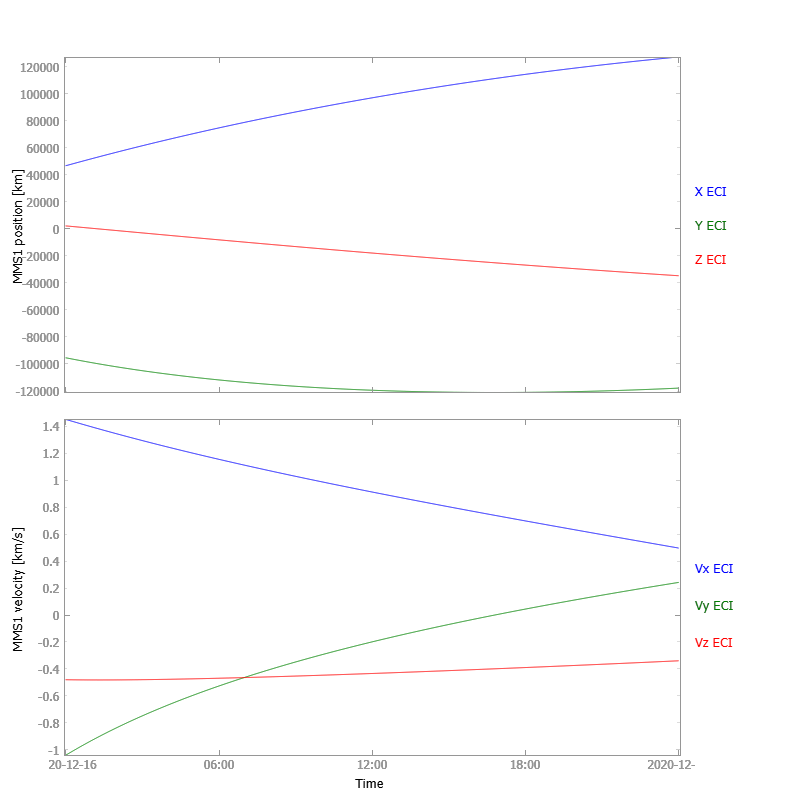 120000
100000
80000
60000
40000
20000
0
-20000
-40000
-60000
-80000
-100000
-120000
MMS1 position [km]
X ECI
Y ECI
Z ECI
1.4
1.2
1
0.8
0.6
0.4
0.2
0
-0.2
-0.4
-0.6
-0.8
-1
MMS1 velocity [km/s]
Vx ECI
Vy ECI
Vz ECI
20-12-16 06:00 12:00 18:00 2020-12-
Time